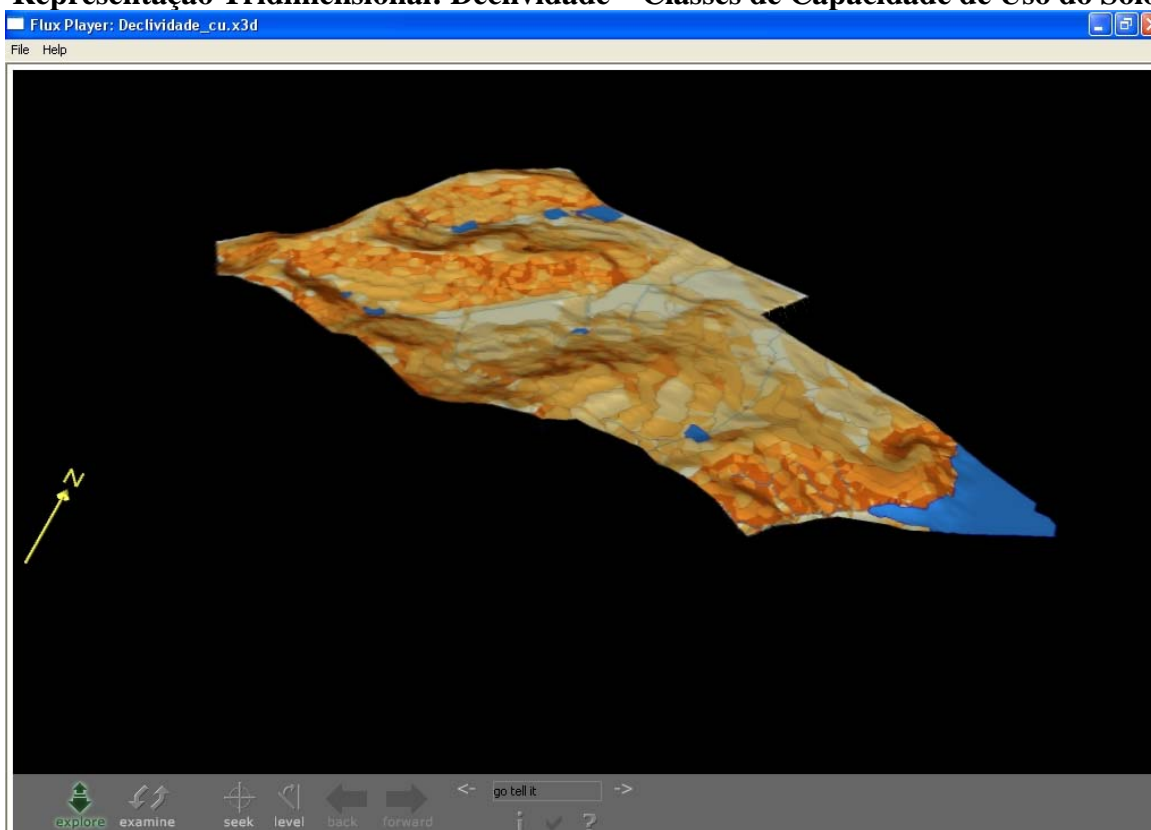 Representação Tridimensional: Declividade – Classes de Capacidade de Uso do Solo
Flux Player: Declividade_cu.x3d
File Help
N
<- go tell it ->
explore examine seek level back forward i ?